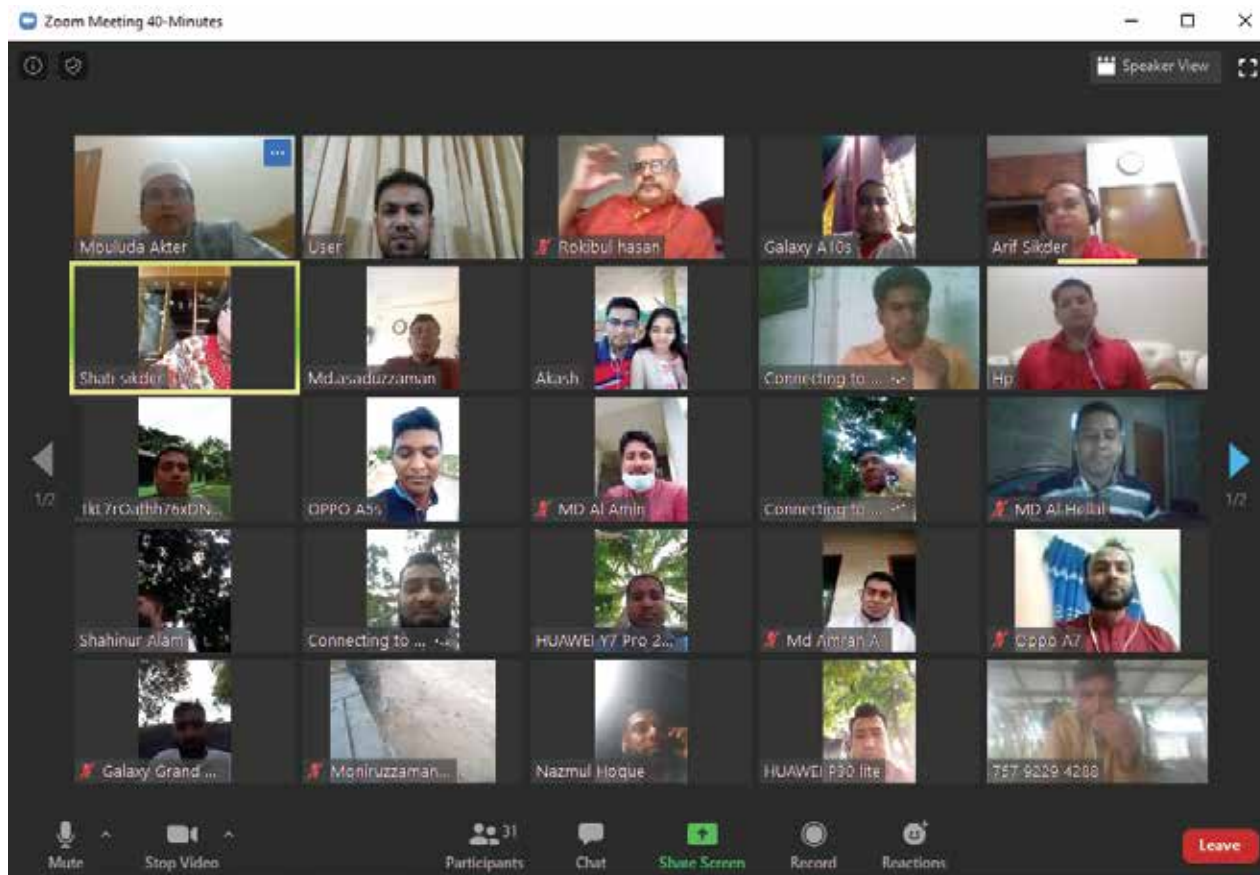 Zoom Meeting 40-Minutes
Speaker View
Mouluda Akter
User
Rokibul hasan
Galaxy A10s
Arif Sikder
Shati sikder
Md.asaduzzaman
Akash
Connecting to ...
Hp
OPPO A5s
MD Al Amin
Connecting to ...
MD Al Hellal
Shahinur Alam
Connecting to ...
HUAWEI Y7 Pro 2...
Md Amran A
Oppo A7
Galaxy Grand ...
Moniruzzaman...
Nazmul Hoque
HUAWEI P30 lite
757 9229 4288
1/2
1/2
Mute
Stop Video
31
Participants
Chat
Share Screen
Record
Reactions
Leave